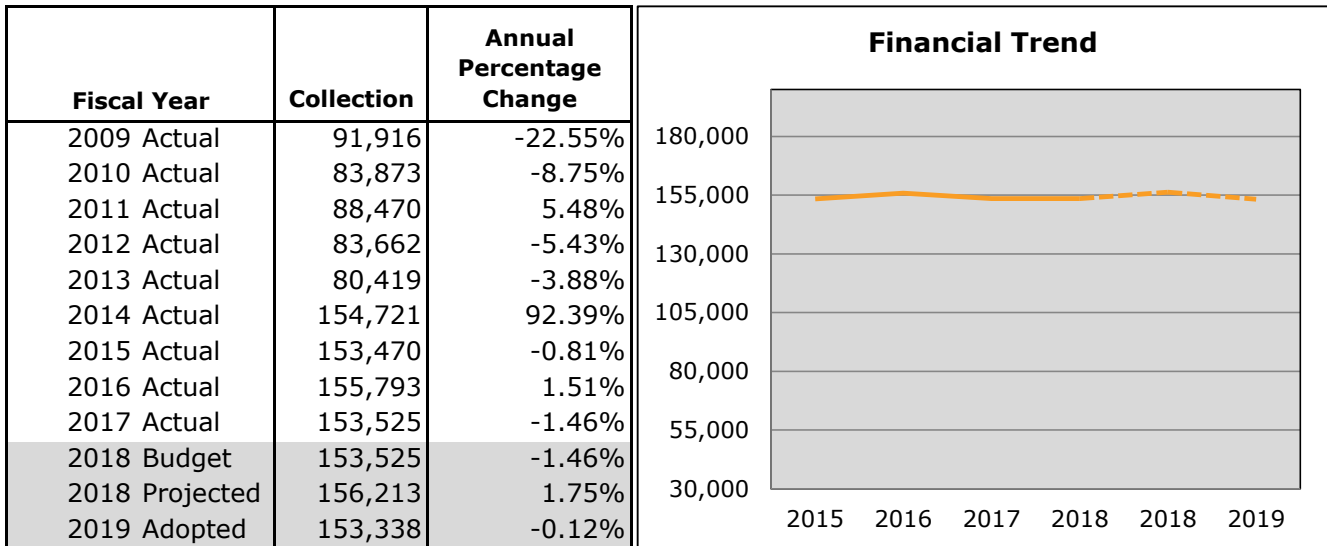 Annual
Percentage
Fiscal Year Collection Change
2009 Actual 91,916 -22.55%
2010 Actual 83,873 -8.75%
2011 Actual 88,470 5.48%
2012 Actual 83,662 -5.43%
2013 Actual 80,419 -3.88%
2014 Actual 154,721 92.39%
2015 Actual 153,470 -0.81%
2016 Actual 155,793 1.51%
2017 Actual 153,525 -1.46%
2018 Budget 153,525 -1.46%
2018 Projected 156,213 1.75%
2019 Adopted 153,338 -0.12%
Financial Trend
180,000
155,000
130,000
105,000
80,000
55,000
30,000
2015 2016 2017 2018 2018 2019